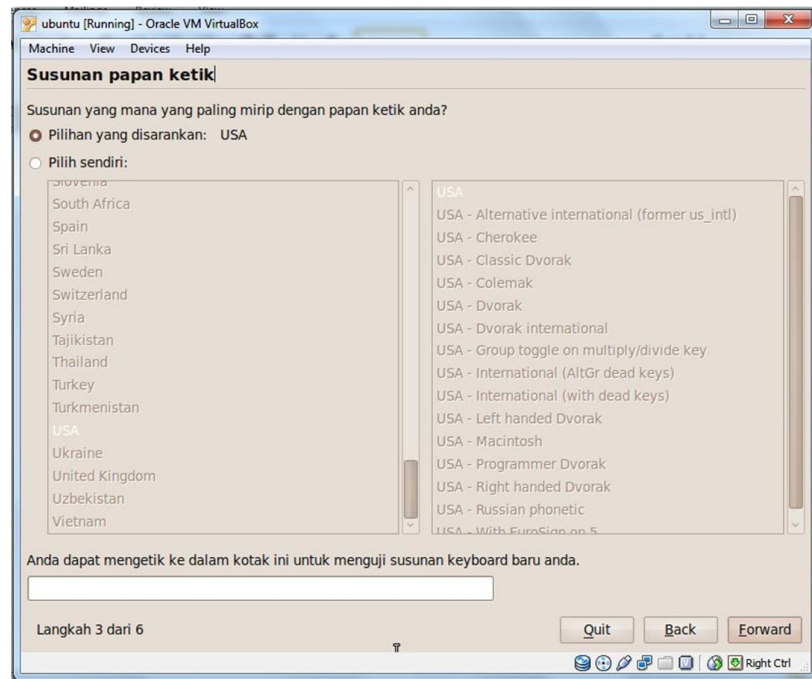 ubuntu [Running] - Oracle VM VirtualBox
Machine View Devices Help
Susunan papan ketik
Susunan yang mana yang paling mirip dengan papan ketik anda?
Pilihan yang disarankan: USA
Pilih sendiri:
Slovenia
South Africa
Spain
Sri Lanka
Sweden
Switzerland
Syria
Tajikistan
Thailand
Turkey
Turkmenistan
USA
Ukraine
United Kingdom
Uzbekistan
Vietnam
USA
USA - Alternative international (former us_intl)
USA - Cherokee
USA - Classic Dvorak
USA - Colemak
USA - Dvorak
USA - Dvorak international
USA - Group toggle on multiply/divide key
USA - International (AltGr dead keys)
USA - International (with dead keys)
USA - Left handed Dvorak
USA - Macintosh
USA - Programmer Dvorak
USA - Right handed Dvorak
USA - Russian phonetic
USA - With EuroSign on 5
Anda dapat mengetik ke dalam kotak ini untuk menguji susunan keyboard baru anda.
Langkah 3 dari 6
Quit Back Forward
Right Ctrl